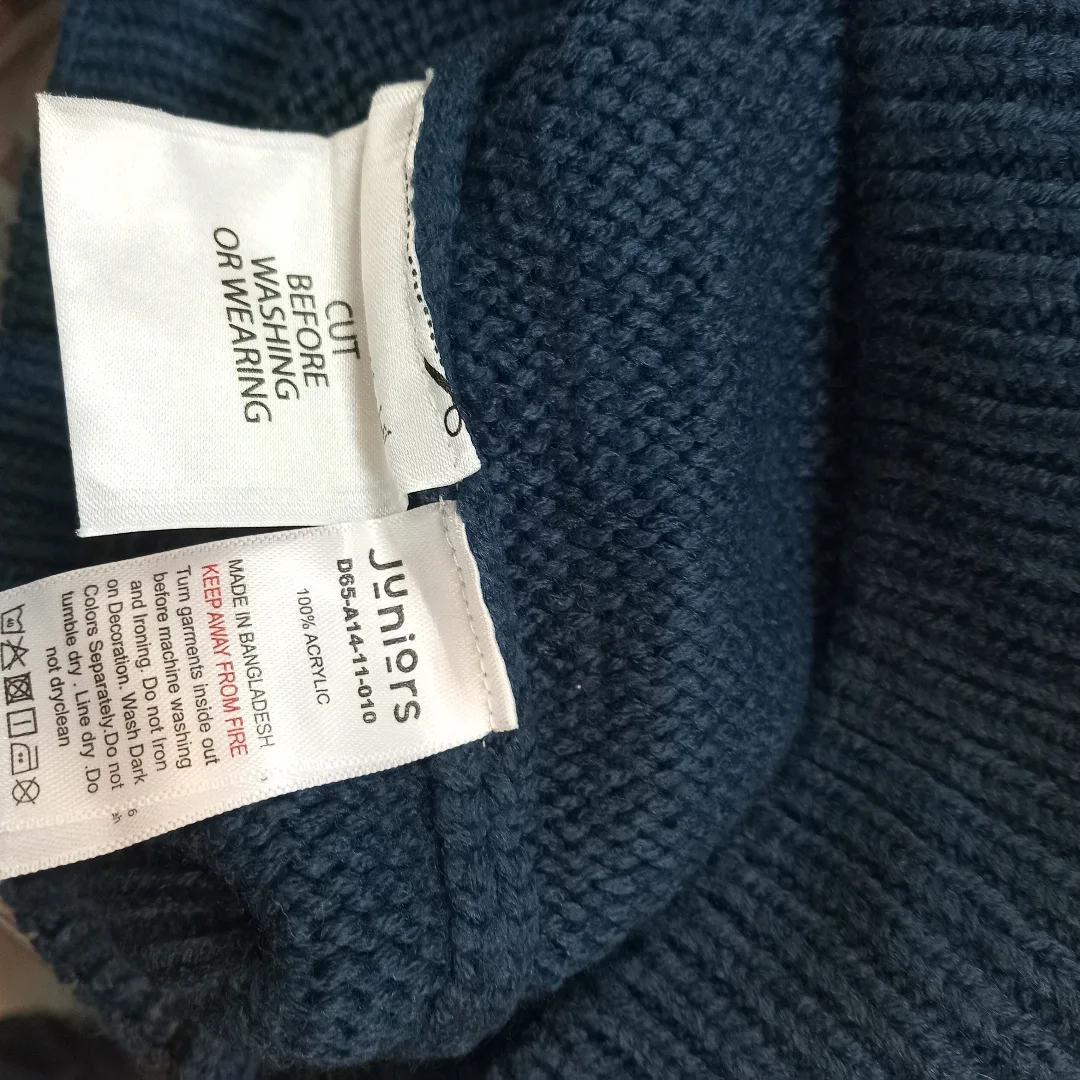 CUT
BEFORE
WASHING
OR WEARING
JUNIORS
D65-A14-11-010
100% ACRYLIC
MADE IN BANGLADESH
KEEP AWAY FROM FIRE
Turn garments inside out
before machine washing
and Ironing. Do not Iron
on Decoration. Wash Dark
Colors Separately.Do not
tumble dry . Line dry .Do
not dryclean
40
6